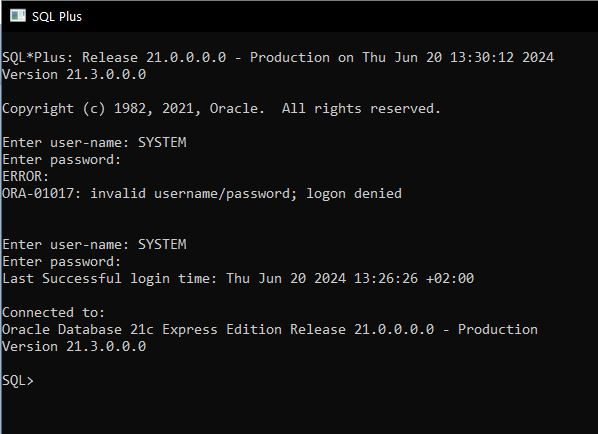 SQL Plus
SQL*Plus: Release 21.0.0.0.0 - Production on Thu Jun 20 13:30:12 2024
Version 21.3.0.0.0
Copyright (c) 1982, 2021, Oracle.  All rights reserved.
Enter user-name: SYSTEM
Enter password:
ERROR:
ORA-01017: invalid username/password; logon denied
Enter user-name: SYSTEM
Enter password:
Last Successful login time: Thu Jun 20 2024 13:26:26 +02:00
Connected to:
Oracle Database 21c Express Edition Release 21.0.0.0.0 - Production
Version 21.3.0.0.0
SQL>